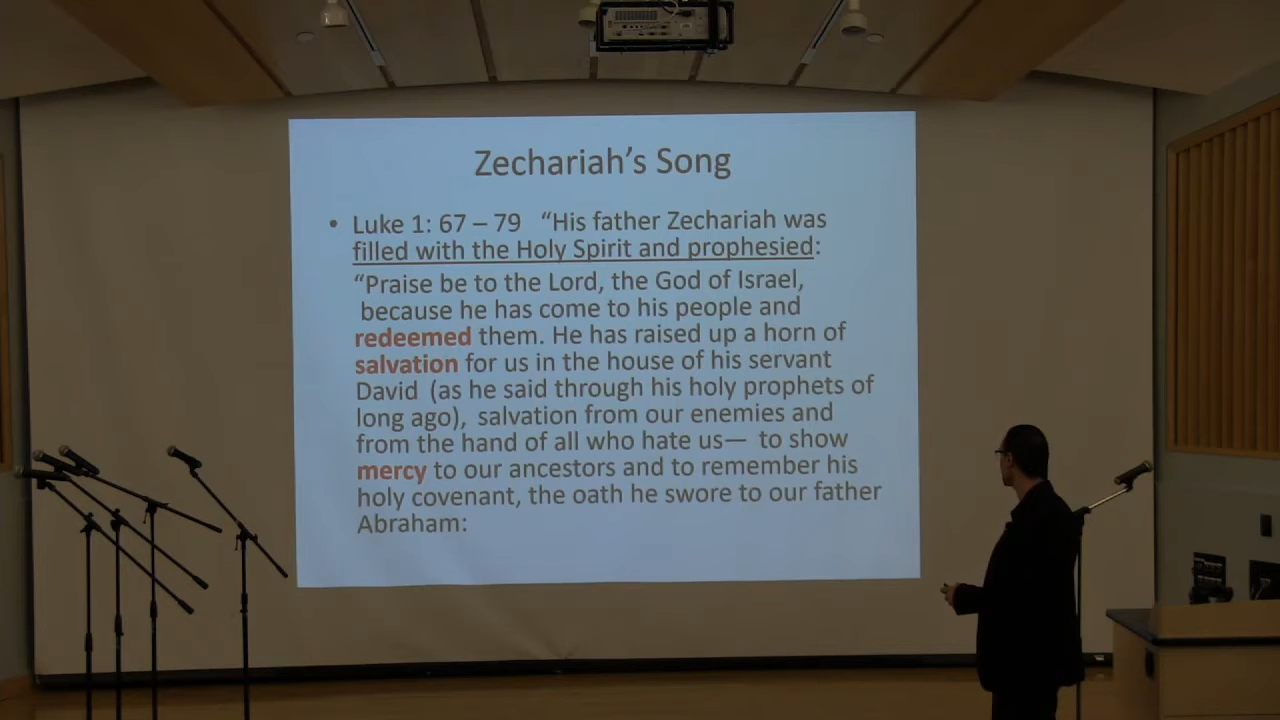 Zechariah's Song
• Luke 1: 67 – 79 “His father Zechariah was
filled with the Holy Spirit and prophesied:
“Praise be to the Lord, the God of Israel,
because he has come to his people and
redeemed them. He has raised up a horn of
salvation for us in the house of his servant
David (as he said through his holy prophets of
long ago), salvation from our enemies and
from the hand of all who hate us— to show
mercy to our ancestors and to remember his
holy covenant, the oath he swore to our father
Abraham: